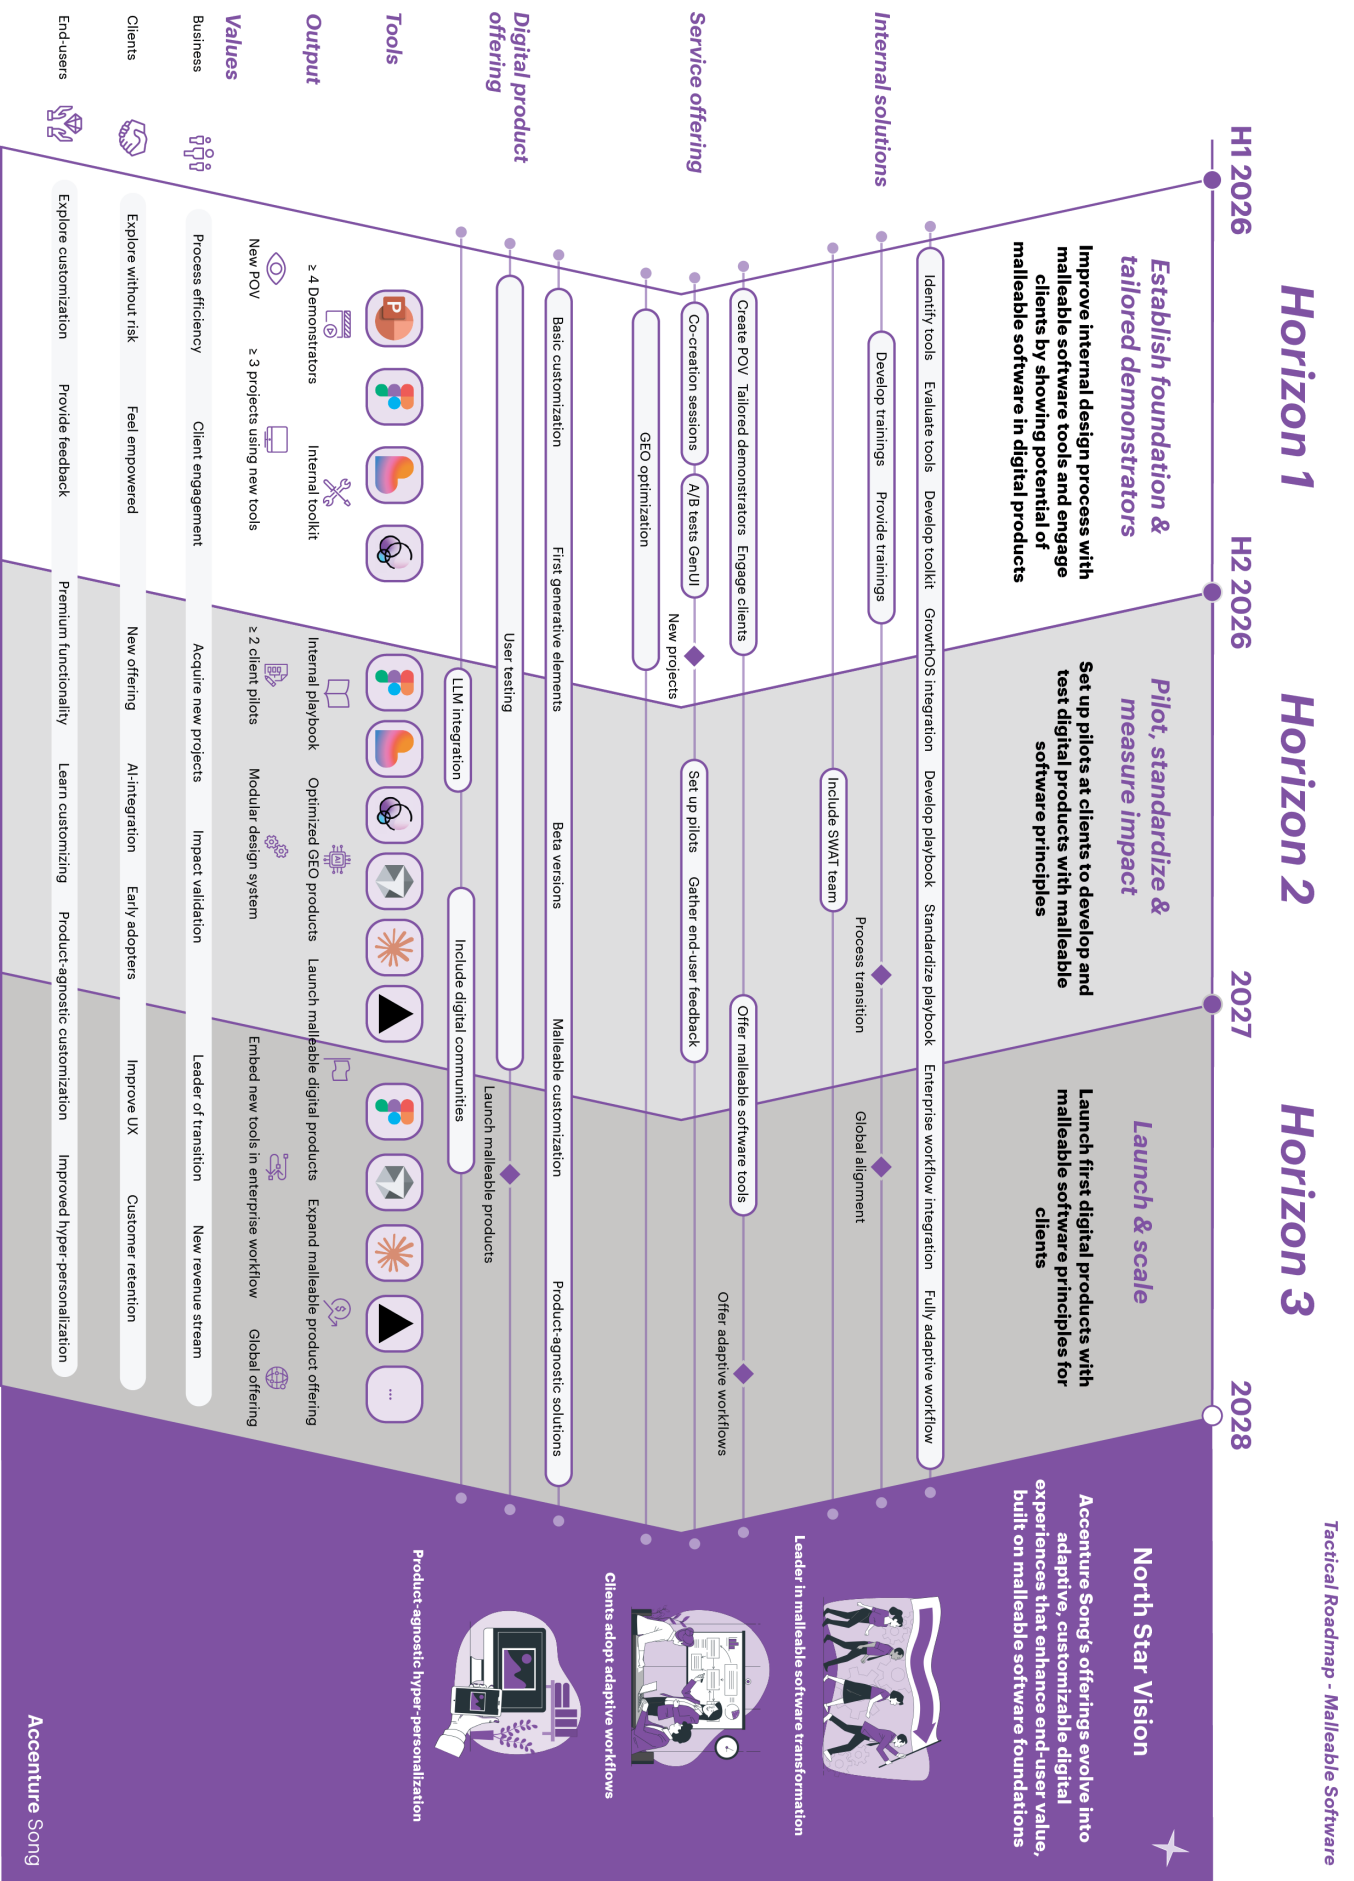 Tactical Roadmap - Malleable Software
Horizon 1
Horizon 2
Horizon 3
H1 2026
H2 2026
2027
2028
Establish foundation &
tailored demonstrators
Improve internal design process with
malleable software tools and engage
clients by showing potential of
malleable software in digital products
Pilot, standardize &
measure impact
Set up pilots at clients to develop and
test digital products with malleable
software principles
Launch & scale
Launch first digital products with
malleable software principles for
clients
North Star Vision
Accenture Song's offerings evolve into
adaptive, customizable digital
experiences that enhance end-user value,
built on malleable software foundations
Internal solutions
Identify tools
Evaluate tools
Develop toolkit
GrowthOS integration
Develop playbook
Standardize playbook
Enterprise workflow integration
Fully adaptive workflow
Develop trainings
Provide trainings
Process transition
Global alignment
Include SWAT team
Leader in malleable software transformation
Service offering
Create POV
Tailored demonstrators
Engage clients
Offer malleable software tools
Offer adaptive workflows
Co-creation sessions
A/B tests GenUI
New projects
Set up pilots
Gather end-user feedback
GEO optimization
Clients adopt adaptive workflows
Digital product
offering
Basic customization
First generative elements
Beta versions
Malleable customization
Product-agnostic solutions
User testing
Launch malleable products
LLM integration
Include digital communities
Product-agnostic hyper-personalization
Tools
P
...
Output
≥ 4 Demonstrators
Internal toolkit
Internal playbook
Optimized GEO products
Launch malleable digital products
Expand malleable product offering
New POV
≥ 3 projects using new tools
≥ 2 client pilots
Modular design system
Embed new tools in enterprise workflow
Global offering
AI
$
Values
Business
Process efficiency
Client engagement
Acquire new projects
Impact validation
Leader of transition
New revenue stream
Clients
Explore without risk
Feel empowered
New offering
AI-integration
Early adopters
Improve UX
Customer retention
End-users
Explore customization
Provide feedback
Premium functionality
Learn customizing
Product-agnostic customization
Improved hyper-personalization
Accenture Song